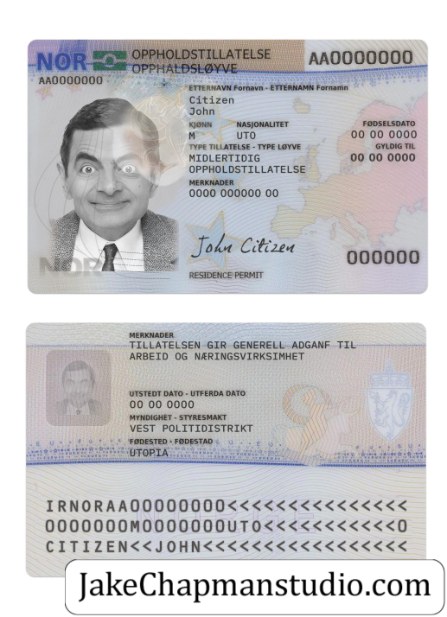 NOR OPPHOLDSTILLATELSE AA0000000
OPPHALDSLØYVE
AA0000000
ETTERNAVN Fornavn - ETTERNAMN Fornamn
Citizen
John
KJØNN NASJONALITET FØDSELSDATO
M UTO 00 00 0000
TYPE TILLATELSE - TYPE LØYVE GYLDIG TIL
MIDLERTIDIG 00 00 0000
OPPHOLDSTILLATELSE
MERKNADER
0000 000000 00
John Citizen
NOR 000000
RESIDENCE PERMIT
MERKNADER
TILLATELSEN GIR GENERELL ADGANF TIL
ARBEID OG NÆRINGSVIRKSIMHET
UTSTEDT DATO - UTFERDA DATO
00 00 0000
MYNDIGHET - STYRESMAKT
VEST POLITIDISTRIKT
FØDESTED - FØDESTAD
UTOPIA
IRNORAA00000000<<<<<<<<<<<<<<<
0000000M0000000UTO<<<<<<<<<<<0
CITIZEN<<JOHN<<<<<<<<<<<<<<<<<
JakeChapmanstudio.com